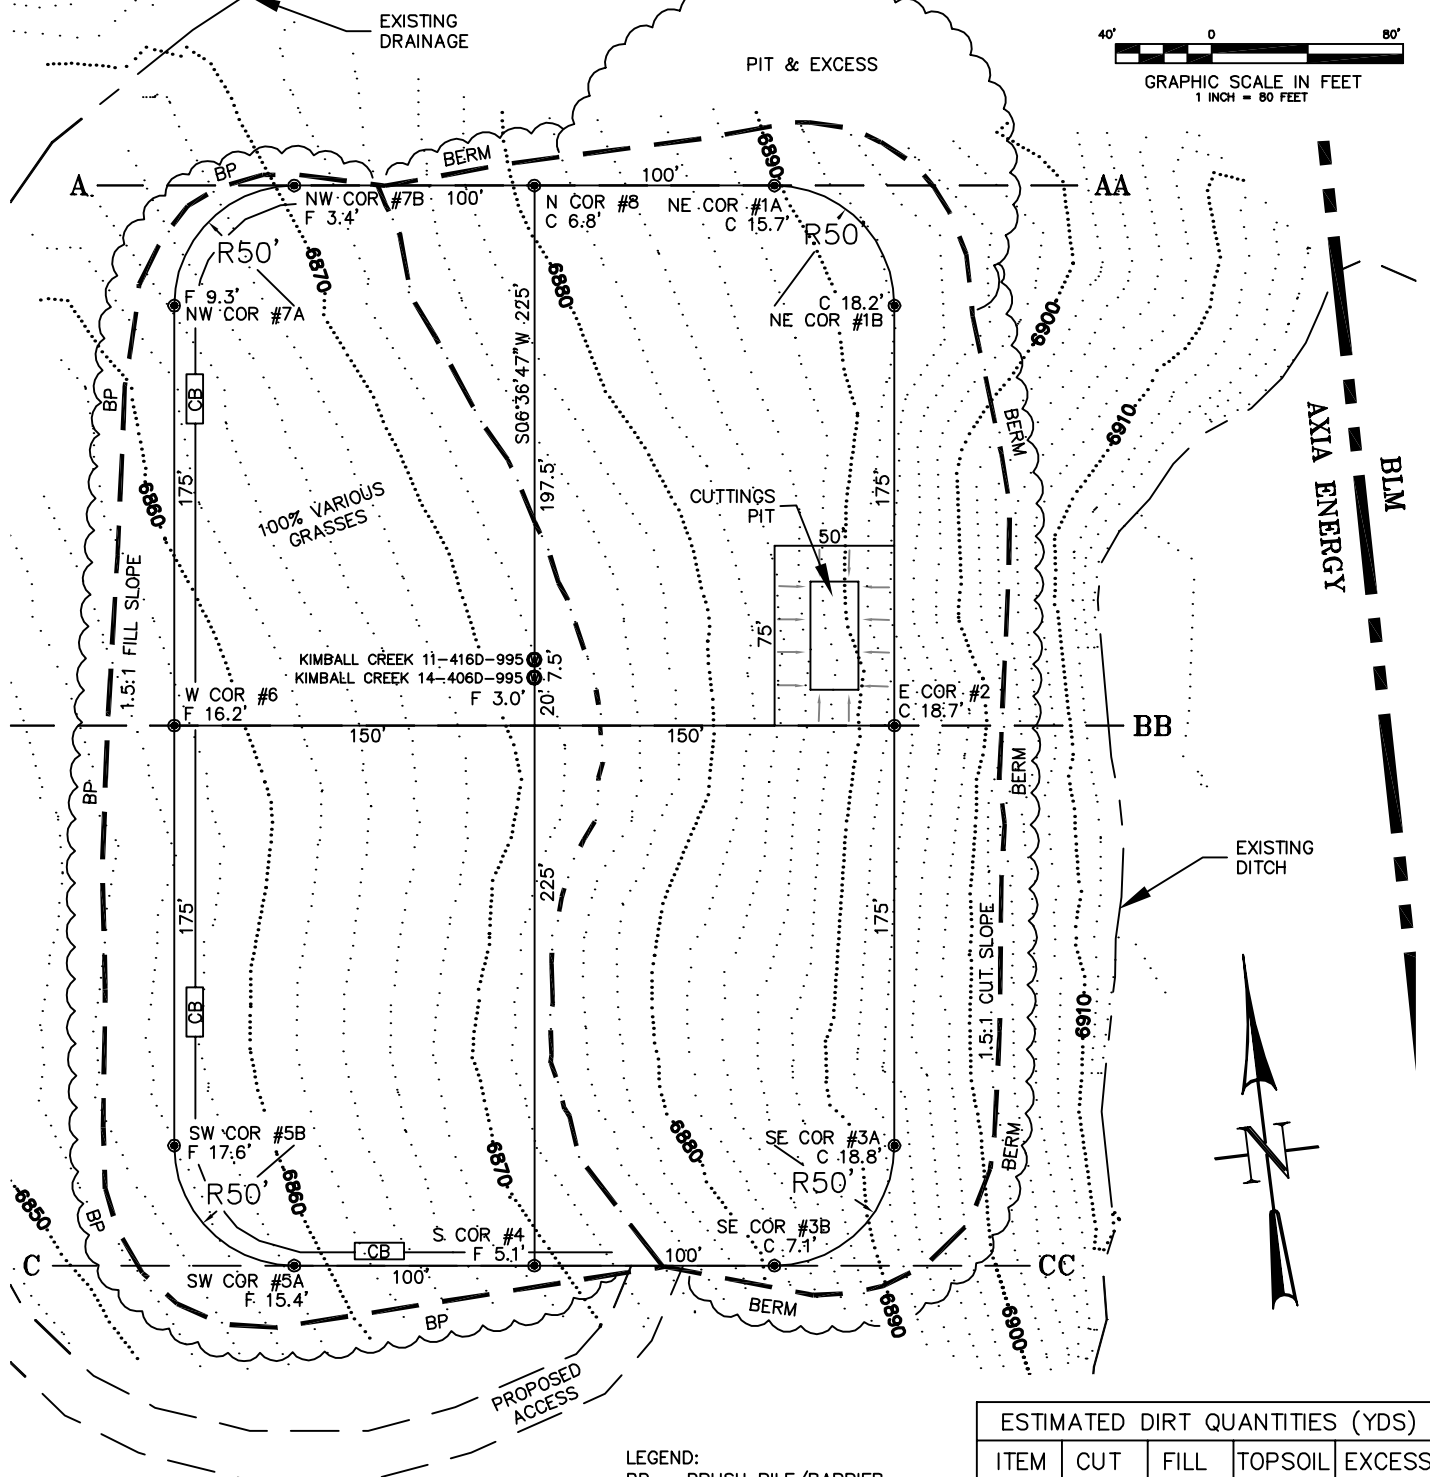 EXISTING
DRAINAGE
PIT & EXCESS
40'
0
80'
GRAPHIC SCALE IN FEET
1 INCH = 80 FEET
6890
BP
BERM
A
100'
AA
NW COR #7B
F 3.4'
100'
N COR #8
C 6.8'
NE COR #1A
C 15.7'
R50'
R50'
6870
6880
F 9.3'
NW COR #7A
C 18.2'
NE COR #1B
6900
S06°36'47"W 225'
CB
BP
BERM
6910
AXIA ENERGY
BLM
175'
6860
100% VARIOUS
GRASSES
197.5'
CUTTINGS
PIT
175'
50'
1.5:1 FILL SLOPE
75'
KIMBALL CREEK 11-416D-995
KIMBALL CREEK 14-406D-995
7.5'
20'
F 3.0'
W COR #6
F 16.2'
E COR #2
C 18.7'
BB
150'
150'
BP
BERM
EXISTING
DITCH
225'
175'
175'
1.5:1 CUT SLOPE
CB
6910
SW COR #5B
F 17.6'
6870
6880
SE COR #3A
C 18.8'
BERM
R50'
6860
R50'
6850
BP
S. COR #4
F 5.1'
SE COR #3B
C 7.1'
CB
100'
C
CC
SW COR #5A
F 15.4'
100'
BP
BERM
6890
6900
PROPOSED
ACCESS
LEGEND:
BP - BRUSH PILE/BARRIER
ESTIMATED DIRT QUANTITIES (YDS)
ITEM CUT FILL TOPSOIL EXCESS
N